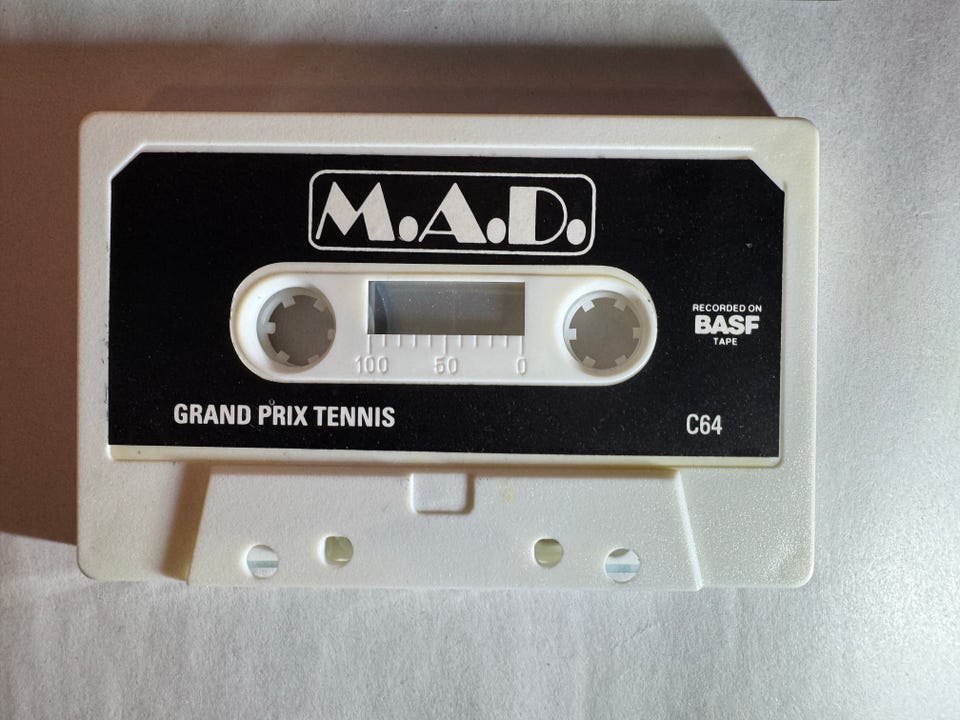 M.A.D.
RECORDED ON
BASF
TAPE
100 50 0
GRAND PRIX TENNIS
C64